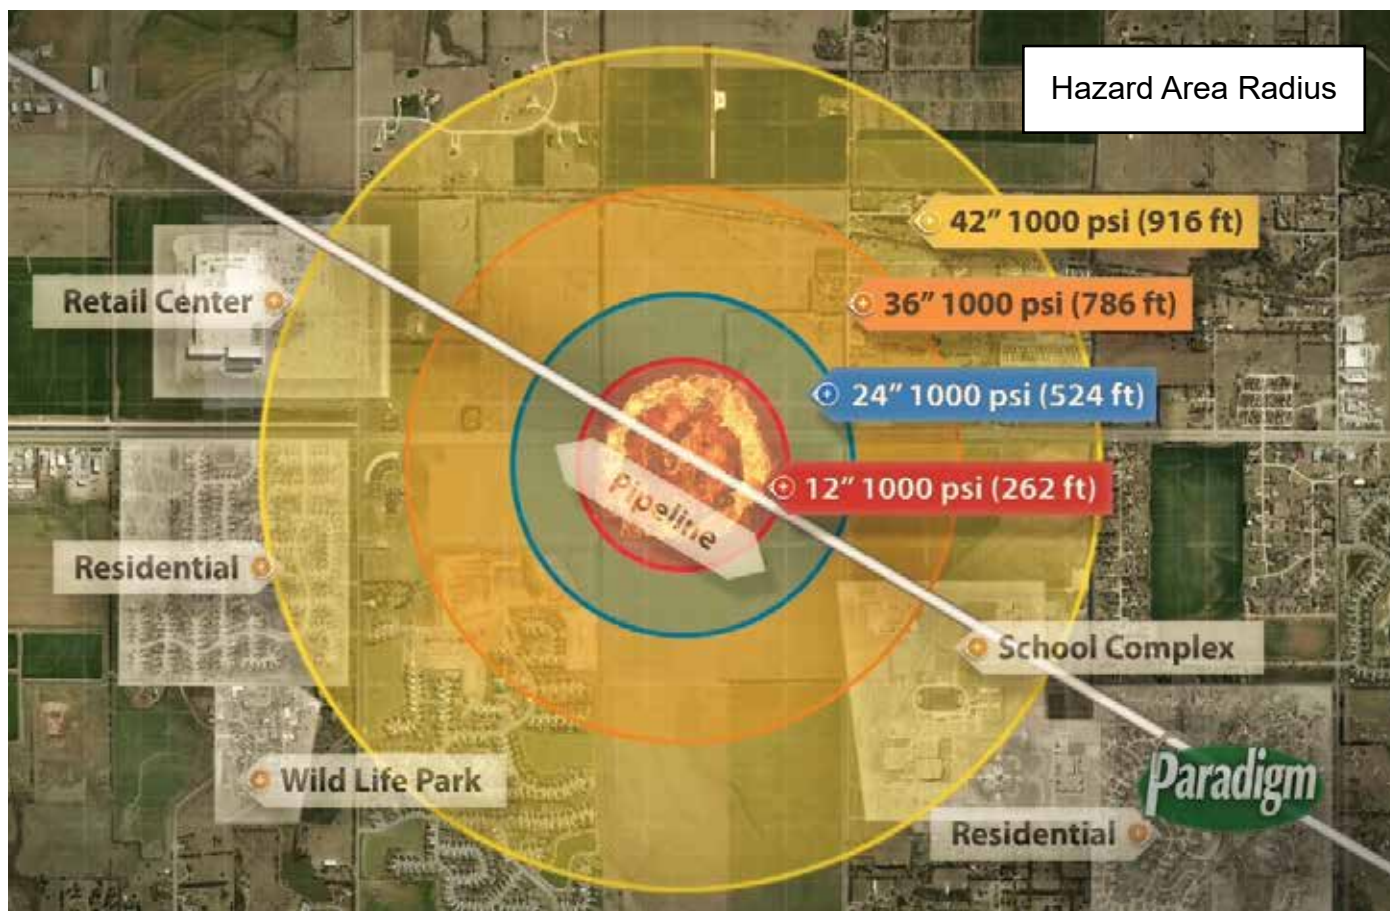 Hazard Area Radius
42” 1000 psi (916 ft)
Retail Center
36” 1000 psi (786 ft)
24” 1000 psi (524 ft)
12” 1000 psi (262 ft)
Pipeline
Residential
School Complex
Wild Life Park
Paradigm
Residential